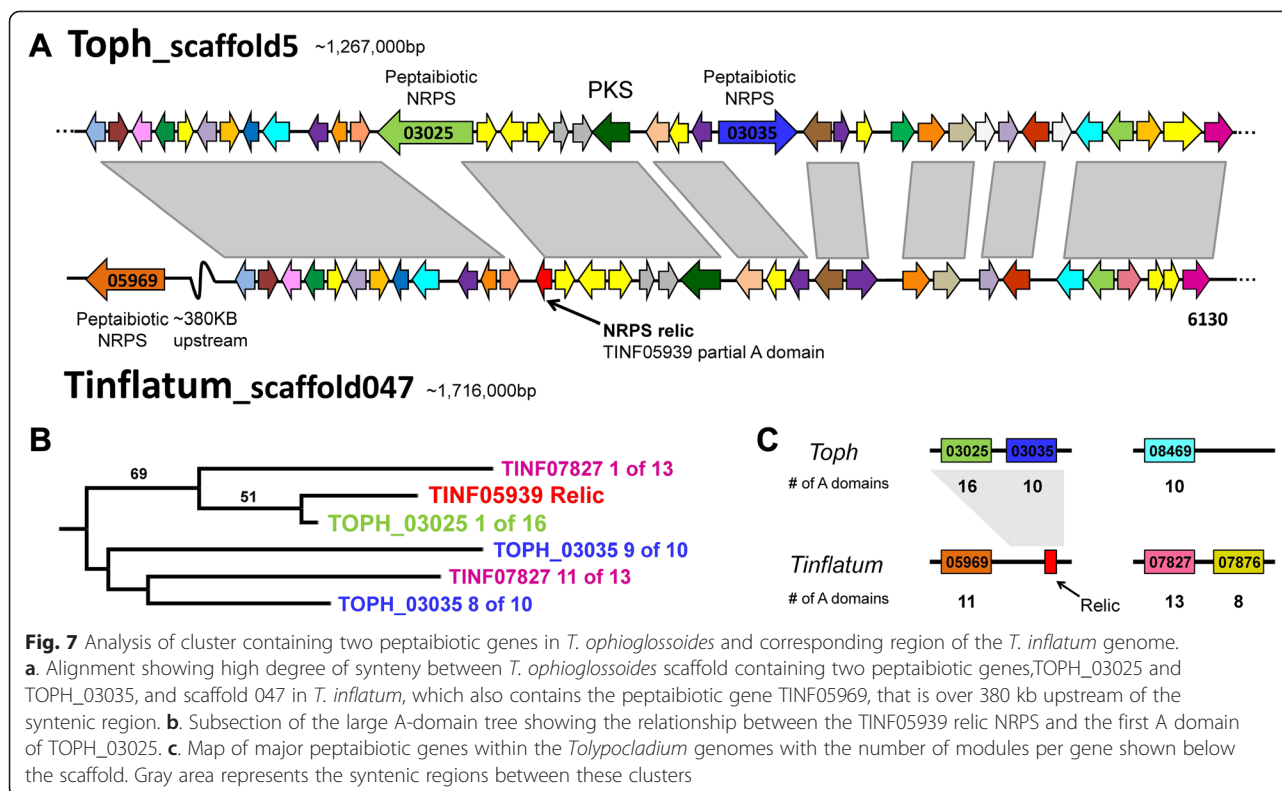 A Toph_scaffold5 ~1,267,000bp
Peptaibiotic NRPS
PKS
Peptaibiotic NRPS
03025
03035
05969
Peptaibiotic NRPS
~380KB upstream
NRPS relic
TINF05939 partial A domain
6130
Tinflatum_scaffold047 ~1,716,000bp
B
69
51
TINF07827 1 of 13
TINF05939 Relic
TOPH_03025 1 of 16
TOPH_03035 9 of 10
TINF07827 11 of 13
TOPH_03035 8 of 10
C
Toph 03025 03035 08469
# of A domains 16 10 10
Tinflatum 05969 07827 07876
# of A domains 11 13 8
Relic
Fig. 7 Analysis of cluster containing two peptaibiotic genes in T. ophioglossoides and corresponding region of the T. inflatum genome.
a. Alignment showing high degree of synteny between T. ophioglossoides scaffold containing two peptaibiotic genes,TOPH_03025 and
TOPH_03035, and scaffold 047 in T. inflatum, which also contains the peptaibiotic gene TINF05969, that is over 380 kb upstream of the
syntenic region. b. Subsection of the large A-domain tree showing the relationship between the TINF05939 relic NRPS and the first A domain
of TOPH_03025. c. Map of major peptaibiotic genes within the Tolypocladium genomes with the number of modules per gene shown below
the scaffold. Gray area represents the syntenic regions between these clusters